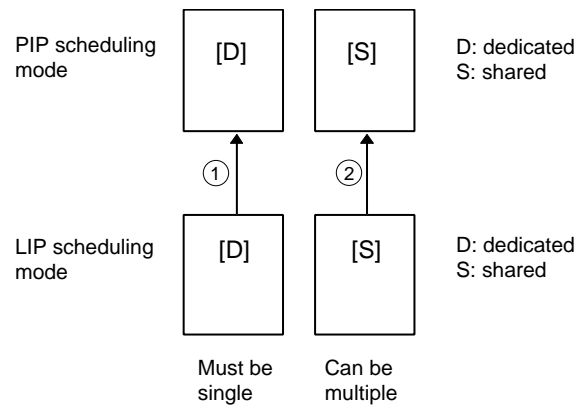 PIP scheduling
mode
[D]
[S]
D: dedicated
S: shared
1
2
LIP scheduling
mode
[D]
[S]
D: dedicated
S: shared
Must be
single
Can be
multiple